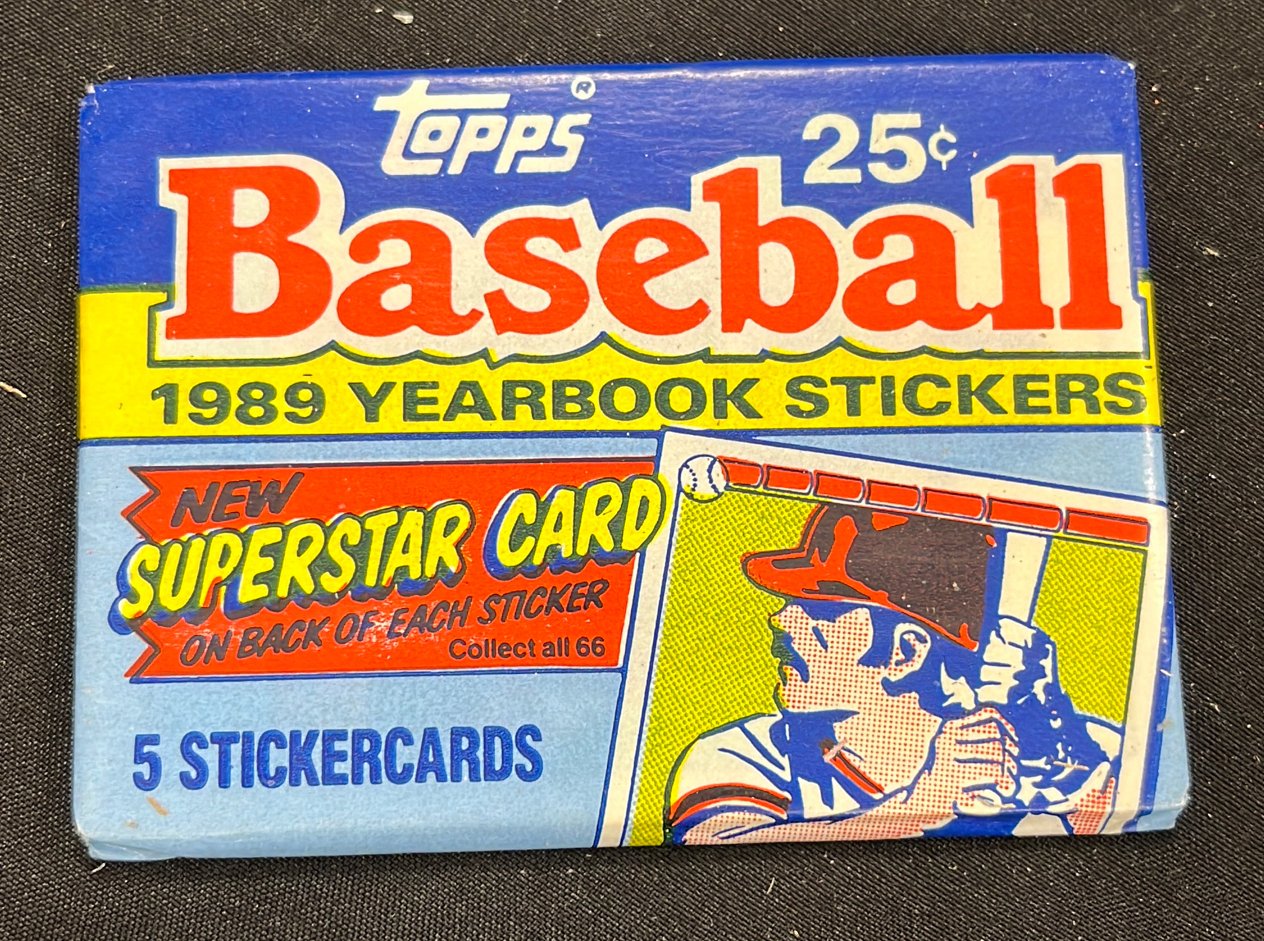 Topps®
25¢
Baseball
1989 YEARBOOK STICKERS
NEW
SUPERSTAR CARD
ON BACK OF EACH STICKER
Collect all 66
5 STICKERCARDS